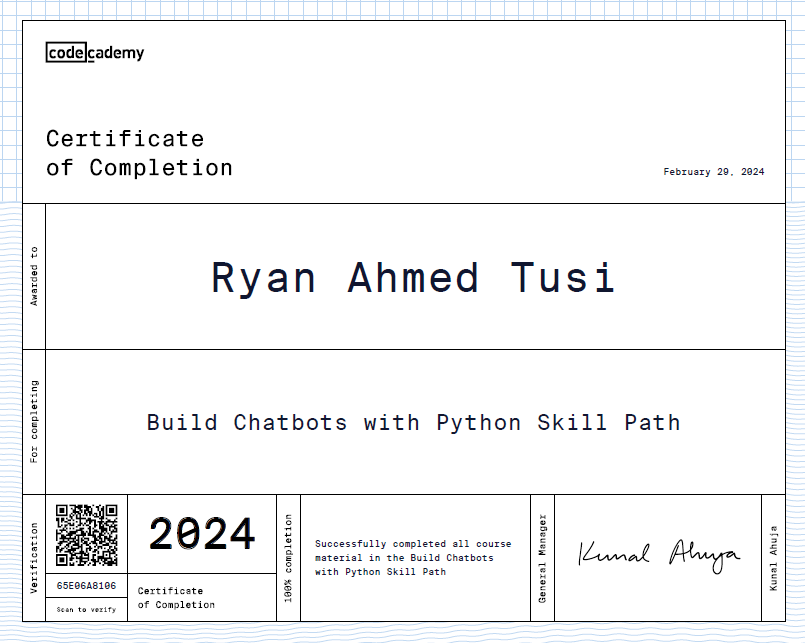 codecademy
Certificate
of Completion
February 29, 2024
Awarded to
Ryan Ahmed Tusi
For completing
Build Chatbots with Python Skill Path
Verification
65E06A8106
Scan to verify
2024
Certificate
of Completion
100% completion
Successfully completed all course
material in the Build Chatbots
with Python Skill Path
General Manager
Kunal Ahuja
Kunal Ahuja